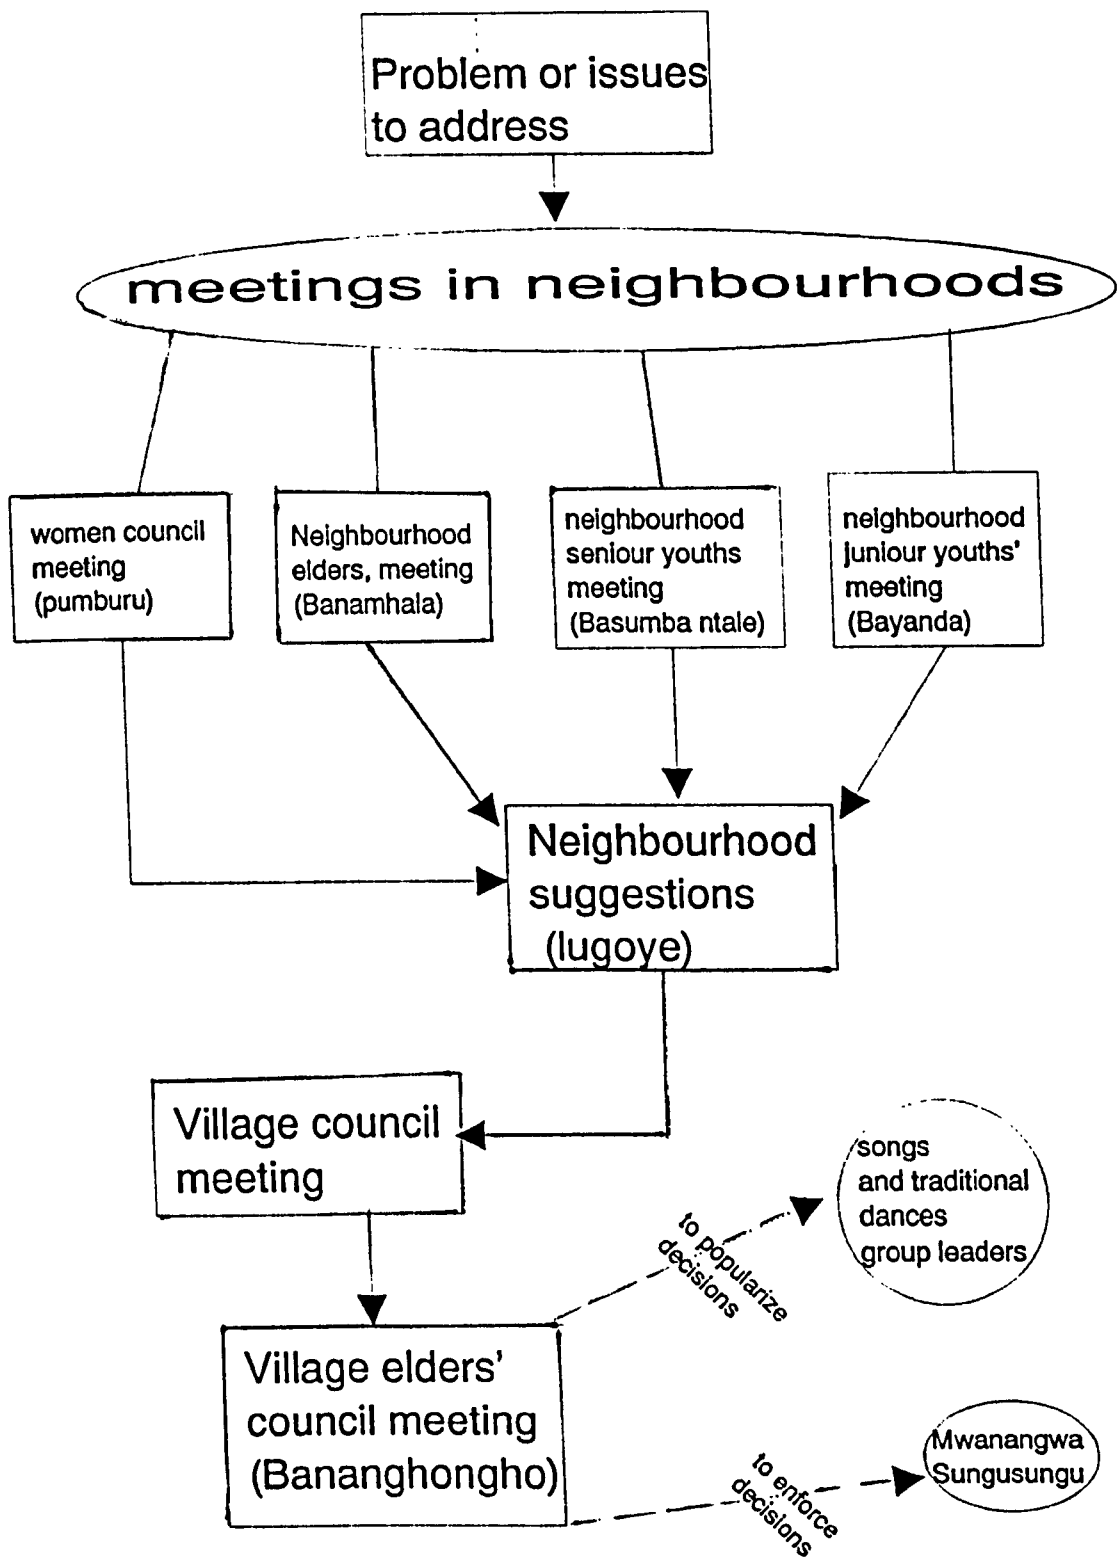 Problem or issues
to address
meetings in neighbourhoods
women council
meeting
(pumburu)
Neighbourhood
elders, meeting
(Banamhala)
neighbourhood
seniour youths
meeting
(Basumba ntale)
neighbourhood
juniour youths'
meeting
(Bayanda)
Neighbourhood
suggestions
(lugoye)
Village council
meeting
songs
and traditional
dances
group leaders
to popularize
decisions
Village elders'
council meeting
(Bananghongho)
Mwanangwa
Sungusungu
to enforce
decisions